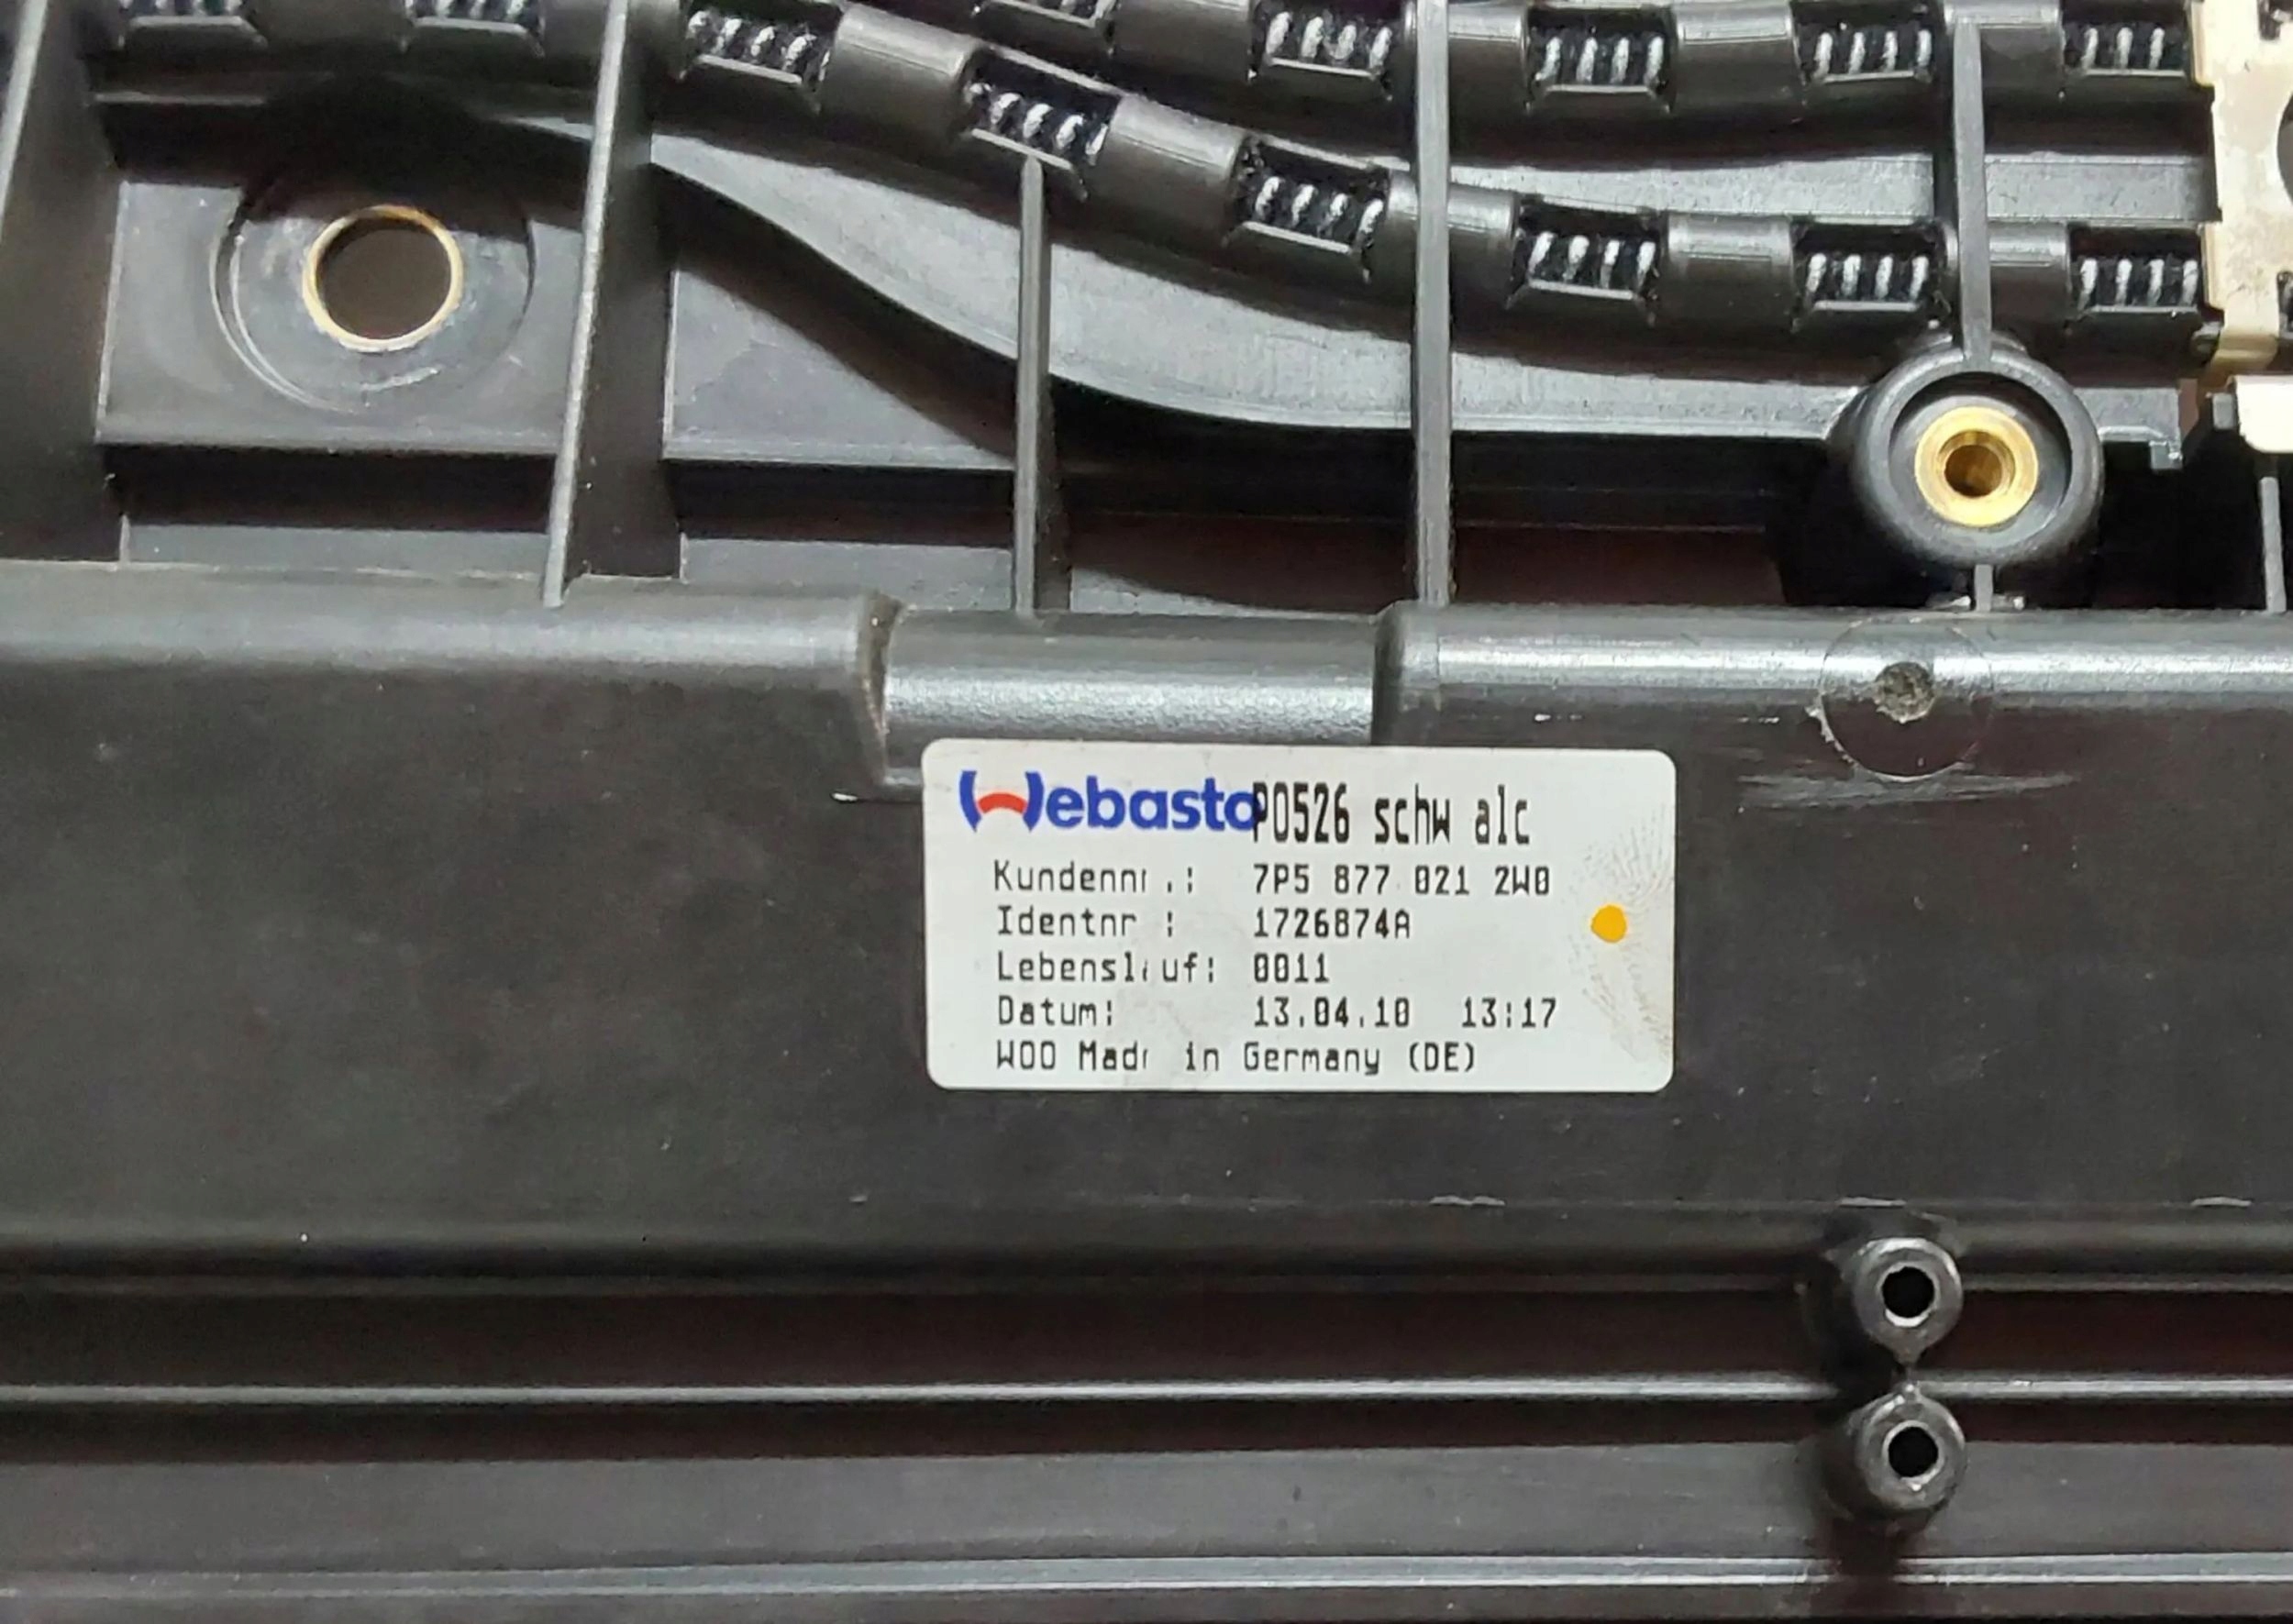 Webasto P0526 schw alc
Kundennr.: 7P5 877 021 2W0
Identnr : 1726874A
Lebenslauf: 0011
Datum: 13.04.10 13:17
WOO Made in Germany (DE)